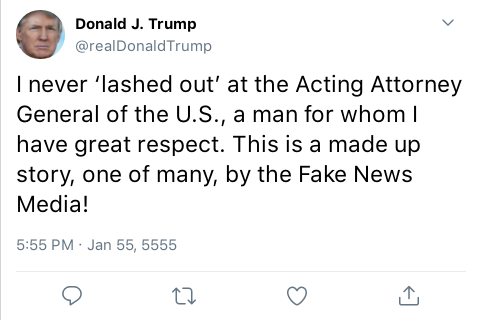 Donald J. Trump
@realDonaldTrump
I never ‘lashed out’ at the Acting Attorney
General of the U.S., a man for whom I
have great respect. This is a made up
story, one of many, by the Fake News
Media!
5:55 PM · Jan 55, 5555